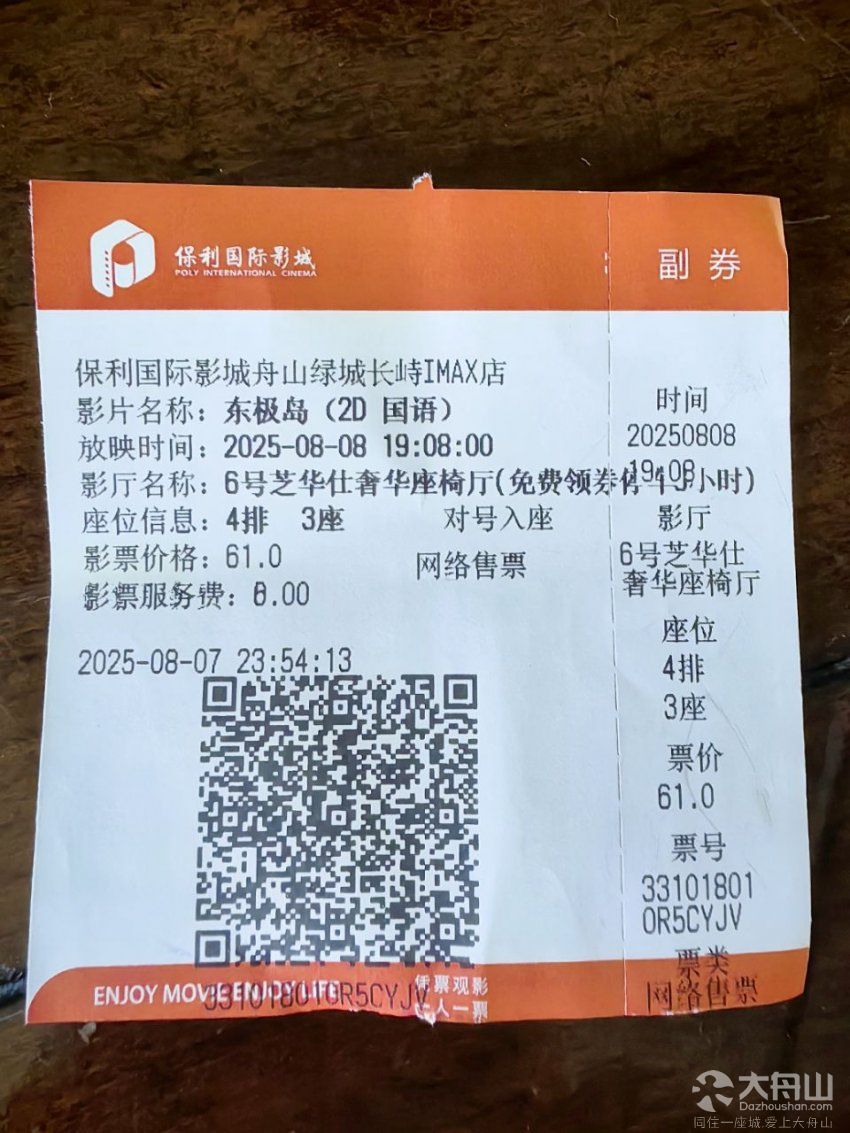 保利国际影城
POLY INTERNATIONAL CINEMA
副 券
保利国际影城舟山绿城长峙IMAX店
影片名称：东极岛（2D 国语）
放映时间：2025-08-08 19:08:00
影厅名称：6号芝华仕奢华座椅厅(免费领券停车3小时)
座位信息：4排 3座 对号入座
影票价格：61.0
网络售票
影票服务费：.00
2025-08-07 23:54:13
时间
20250808
19:08
影厅
6号芝华仕
奢华座椅厅
座位
4排
3座
票价
61.0
票号
33101801
0R5CYJV
票类
网络售票
ENJOY MOVIE ENJOY LIFE
331018010R5CYJV
凭票观影
一人一票
大舟山
Dazhoushan.com
同住一座城.爱上大舟山